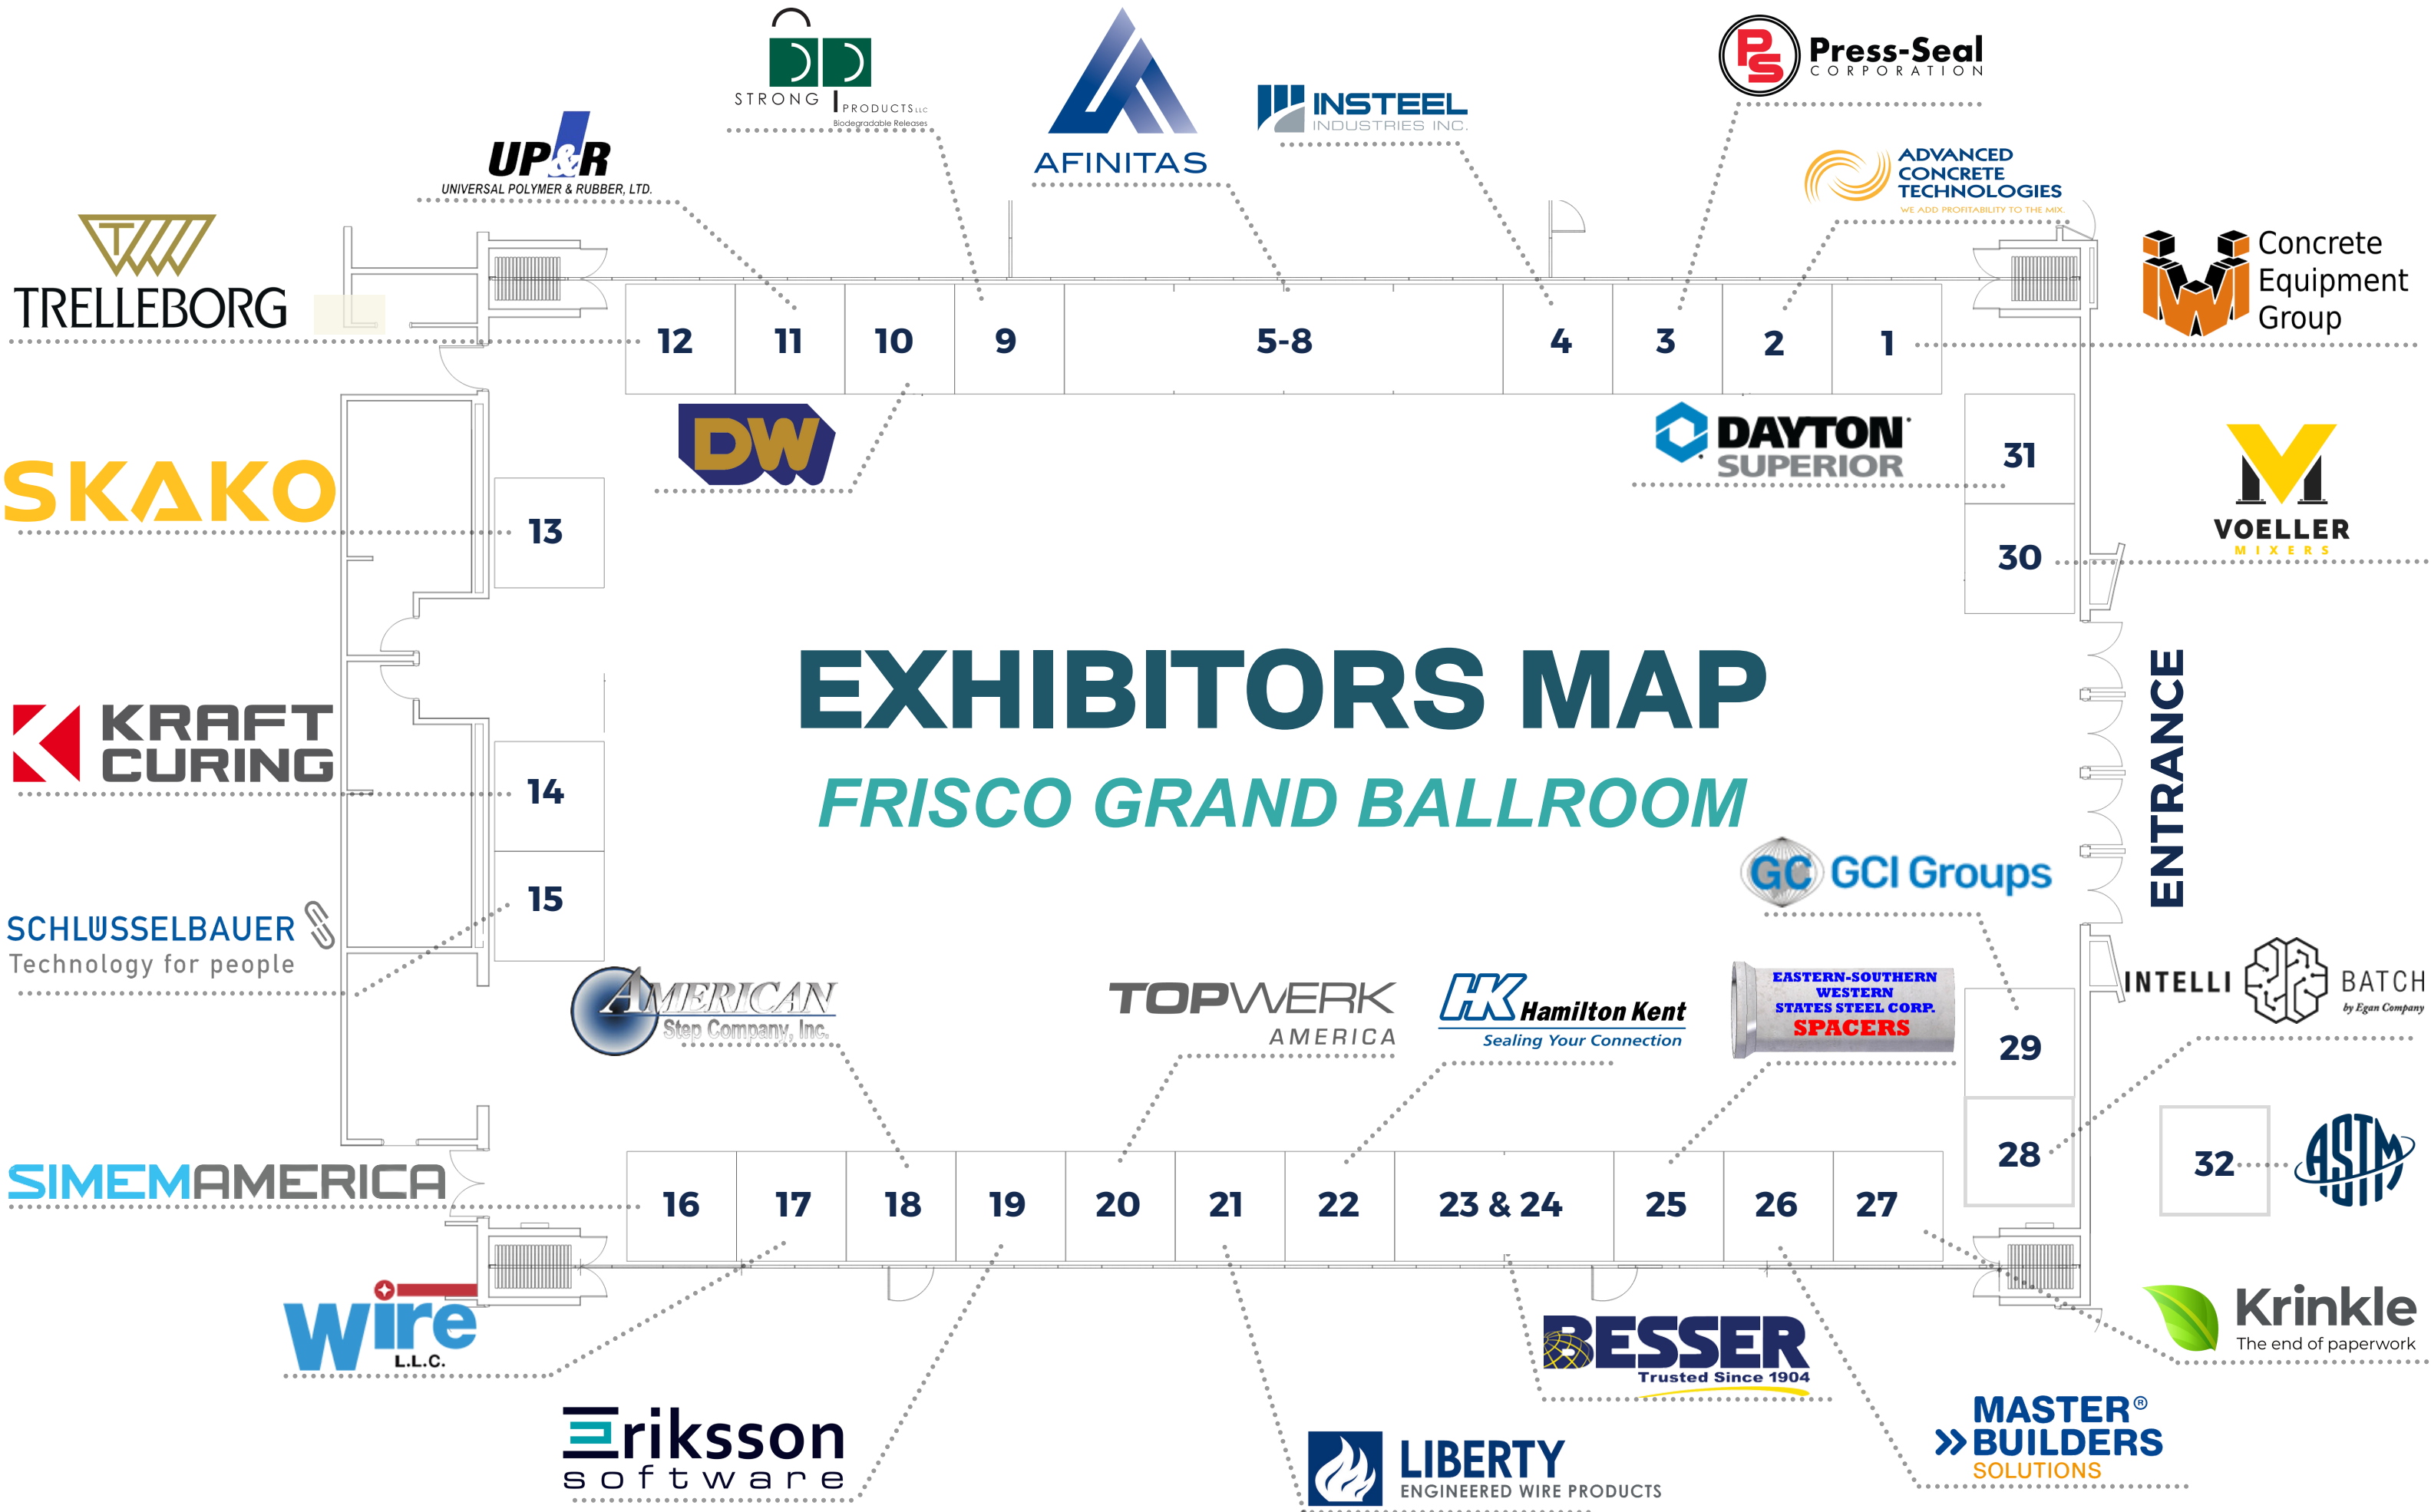 STRONG PRODUCTS LLC
Biodegradable Releases
AFINITAS
INSTEEL
INDUSTRIES INC.
PS Press-Seal
CORPORATION
UP&R
UNIVERSAL POLYMER & RUBBER, LTD.
ADVANCED
CONCRETE
TECHNOLOGIES
WE ADD PROFITABILITY TO THE MIX.
T
TRELLEBORG
Concrete
Equipment
Group
12
11
10
9
5-8
4
3
2
1
DW
DAYTON
SUPERIOR
31
VOELLER
MIXERS
30
SKAKO
13
EXHIBITORS MAP
FRISCO GRAND BALLROOM
ENTRANCE
KRAFT
CURING
14
15
SCHLÜSSELBAUER
Technology for people
GC GCI Groups
AMERICAN
Step Company, Inc.
TOPWERK
AMERICA
HK Hamilton Kent
Sealing Your Connection
EASTERN-SOUTHERN
WESTERN
STATES STEEL CORP.
SPACERS
INTELLI BATCH
by Egan Company
29
28
32
ASTM
SIMEMAMERICA
16
17
18
19
20
21
22
23 & 24
25
26
27
Wire
L.L.C.
BESSER
Trusted Since 1904
Krinkle
The end of paperwork
Eriksson
software
LIBERTY
ENGINEERED WIRE PRODUCTS
MASTER®
BUILDERS
SOLUTIONS